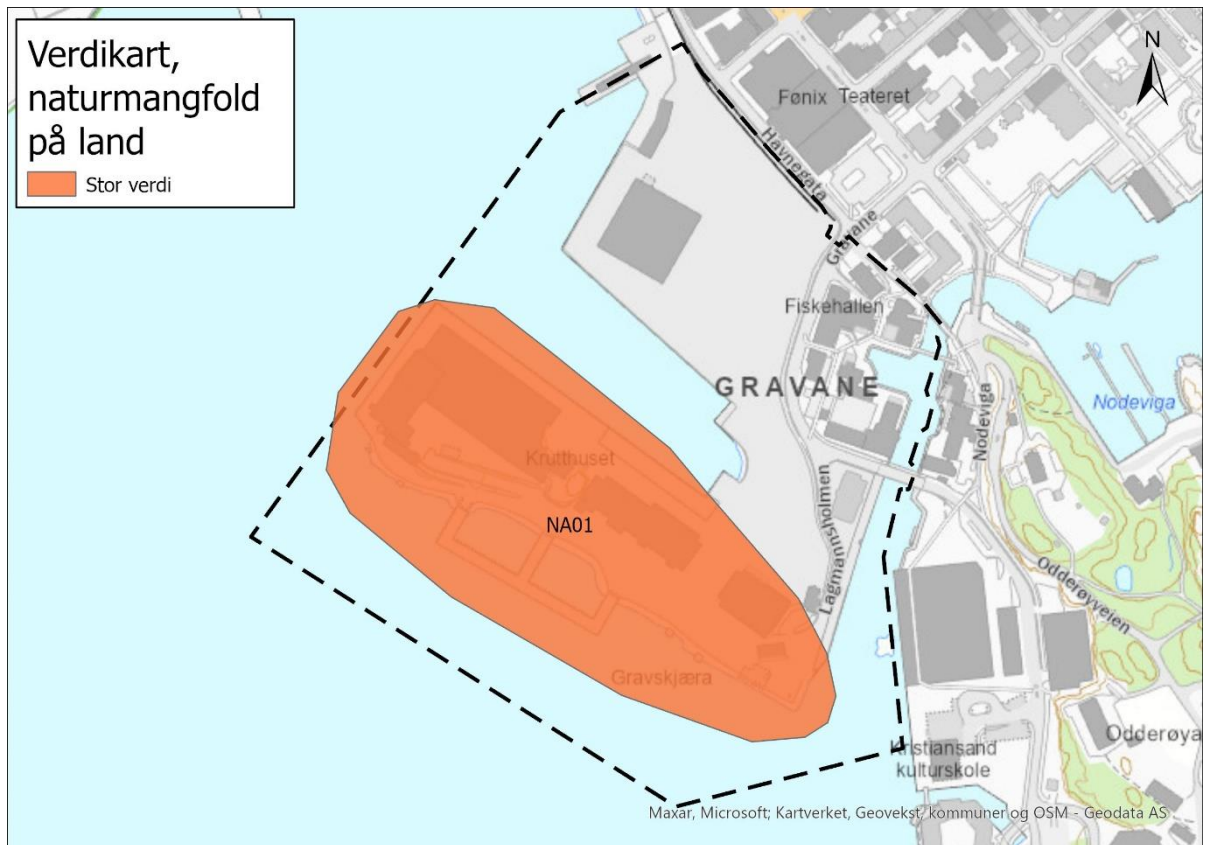 Verdikart,
naturmangfold
på land
Stor verdi
N
Fønix Teateret
Havnegata
Gravane
Fiskehallen
GRAVANE
Nodeviga
Nodeviga
Krutthuset
NA01
Lagmannsholmen
Odderøyveien
Gravskjæra
Odderøya
Kristiansand
kulturskole
Maxar, Microsoft; Kartverket, Geovekst, kommuner og OSM - Geodata AS